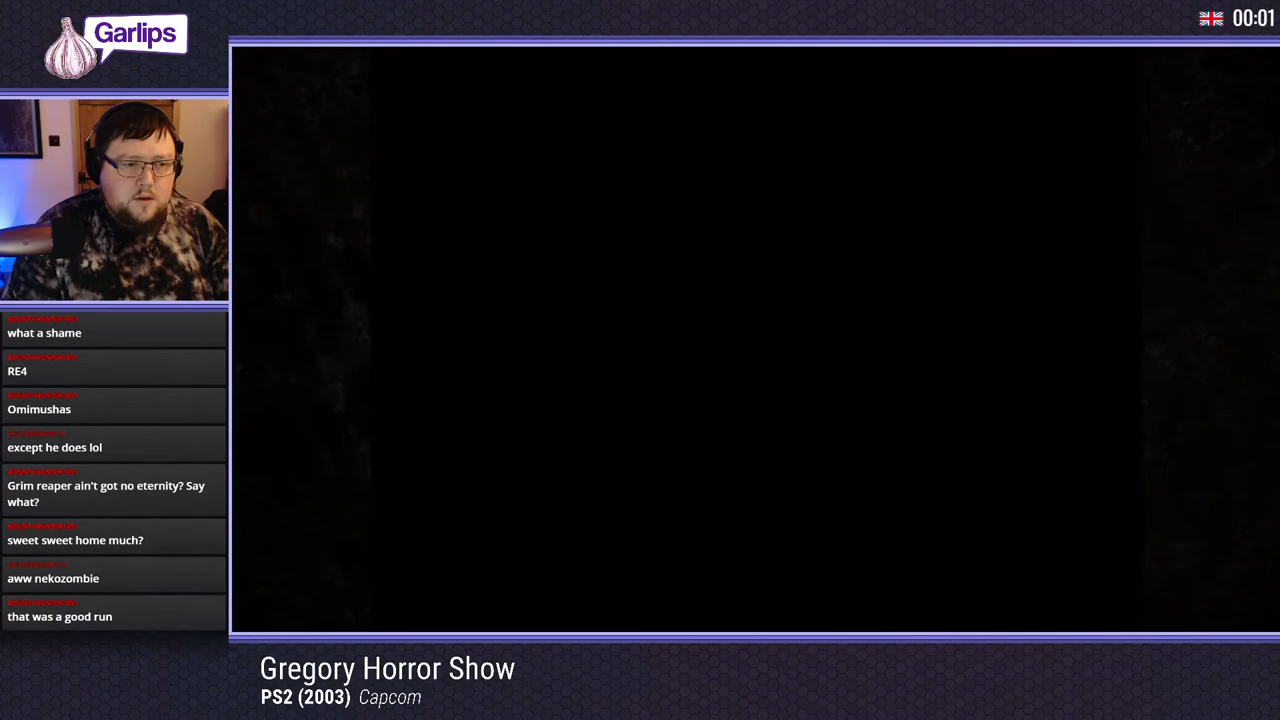 Garlips
00:01
what a shame
RE4
Omimushas
except he does lol
Grim reaper ain't got no eternity? Say
what?
sweet sweet home much?
aww nekozombie
that was a good run
Gregory Horror Show
PS2 (2003) Capcom